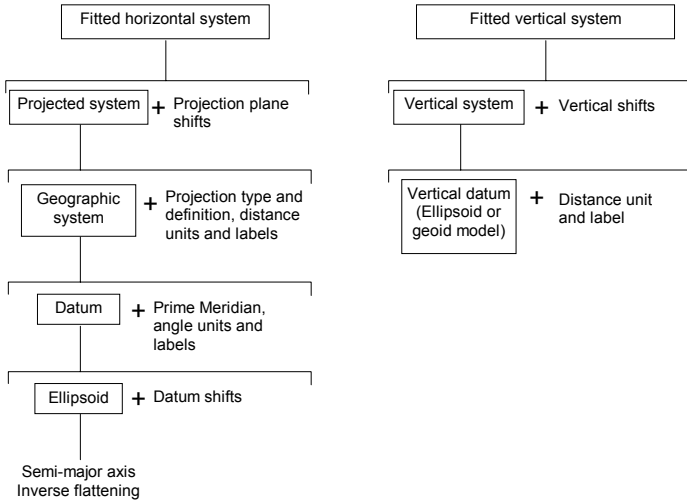 Fitted horizontal system
Projected system
+
Projection plane
shifts
Geographic
system
+
Projection type and
definition, distance
units and labels
Datum
+
Prime Meridian,
angle units and
labels
Ellipsoid
+
Datum shifts
Semi-major axis
Inverse flattening
Fitted vertical system
Vertical system
+
Vertical shifts
Vertical datum
(Ellipsoid or
geoid model)
+
Distance unit
and label